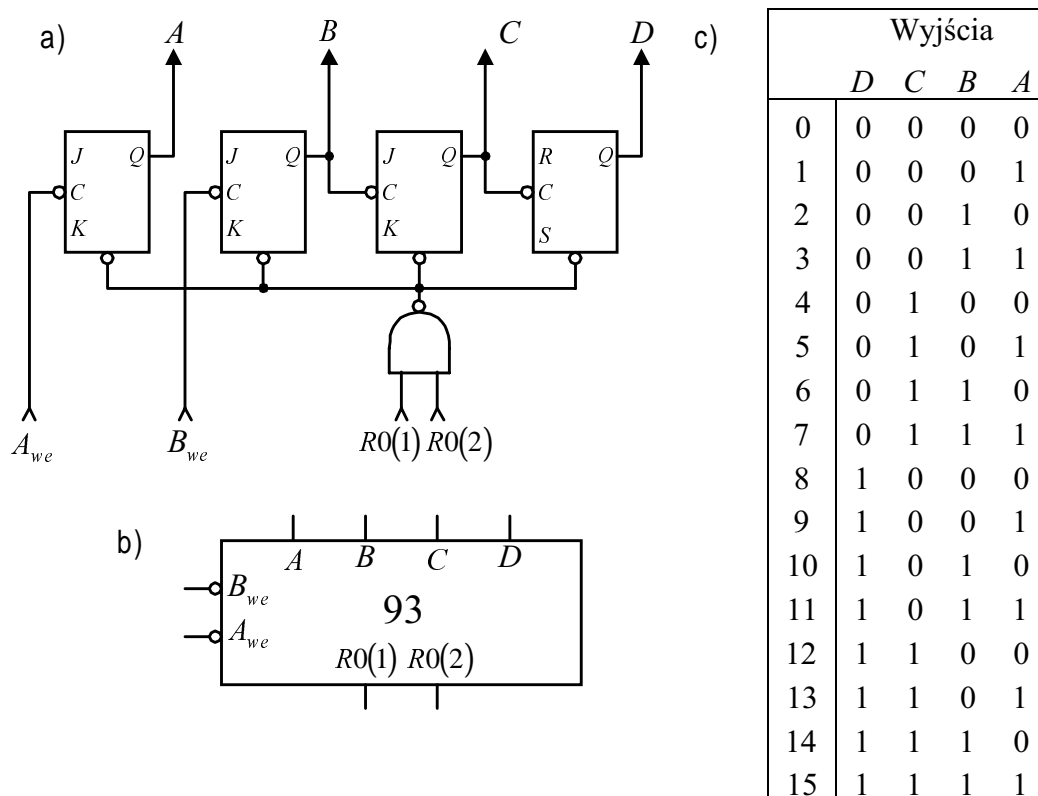 a)
A B C D
J Q J Q J Q R Q
C C C C
K K K S
A_we B_we R0(1) R0(2)
b)
A B C D
B_we
93
A_we
R0(1) R0(2)
c)
Wyjścia
D C B A
0 0 0 0 0
1 0 0 0 1
2 0 0 1 0
3 0 0 1 1
4 0 1 0 0
5 0 1 0 1
6 0 1 1 0
7 0 1 1 1
8 1 0 0 0
9 1 0 0 1
10 1 0 1 0
11 1 0 1 1
12 1 1 0 0
13 1 1 0 1
14 1 1 1 0
15 1 1 1 1